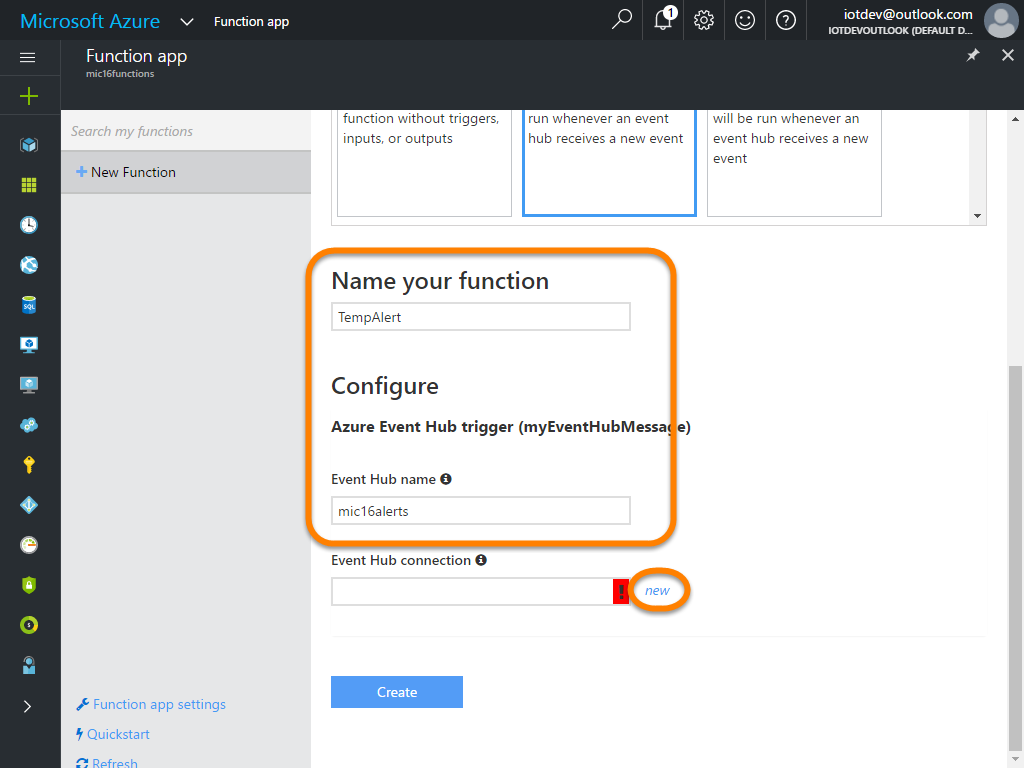 Microsoft Azure
Function app
1
iotdev@outlook.com
IOTDEVOUTLOOK (DEFAULT D...
Function app
mic16functions
Search my functions
New Function
function without triggers,
inputs, or outputs
run whenever an event
hub receives a new event
will be run whenever an
event hub receives a new
event
Name your function
TempAlert
Configure
Azure Event Hub trigger (myEventHubMessage)
Event Hub name
mic16alerts
Event Hub connection
!
new
Create
Function app settings
Quickstart
Refresh